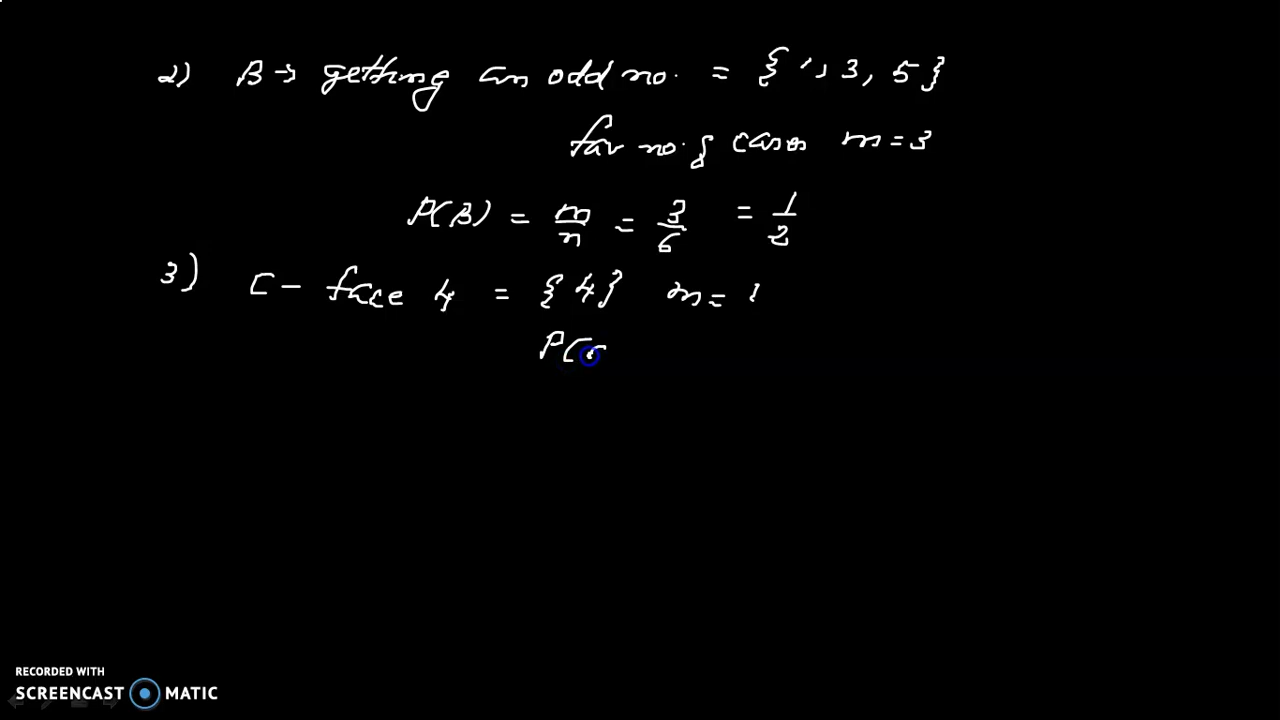 2) B → getting an odd no. = { 1, 3, 5}
fav no. of cases m = 3
P(B) = m/n = 3/6 = 1/2
3) C - face 4 = {4} m = 1
P(C
RECORDED WITH
SCREENCAST MATIC